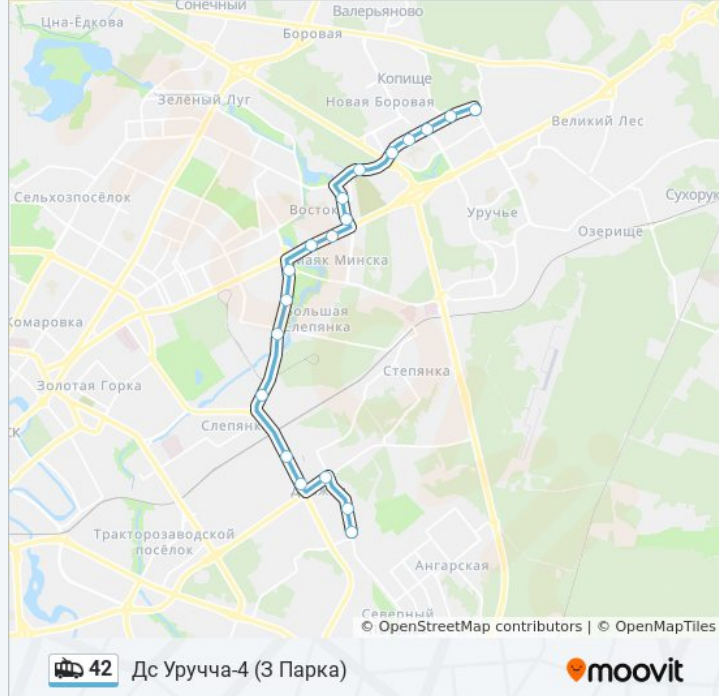 Сонечный
Валерьяново
Цна-Ёдкова
Боровая
Копище
Зелёный Луг
Новая Боровая
Великий Лес
Сельхозпосёлок
Сухорук
Восток
Уручье
Озерище
Маяк Минска
Большая
Слепянка
Комаровка
Степянка
Золотая Горка
СК
Слепянк
Тракторозаводской
посёлок
Ангарская
Северный
© OpenStreetMap contributors | © OpenMapTiles
42 Дс Уручча-4 (З Парка)
moovit